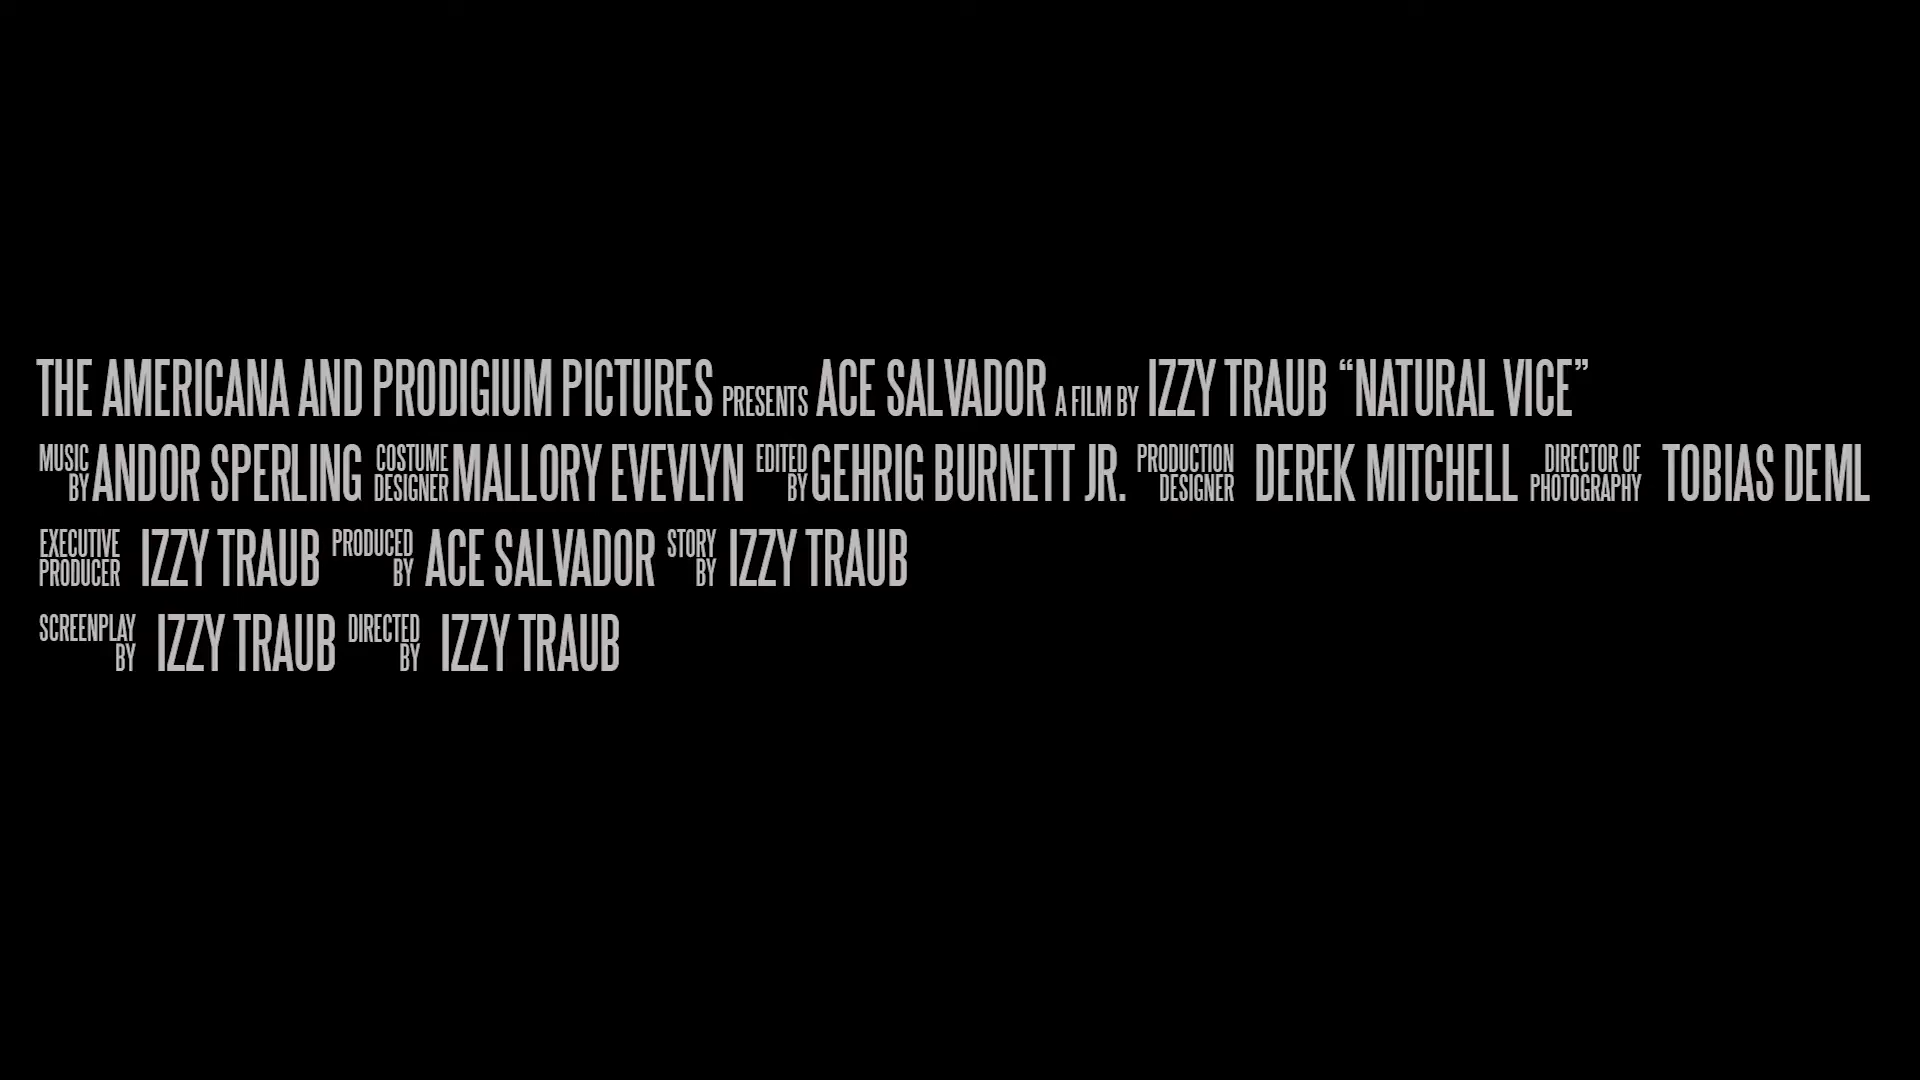 THE AMERICANA AND PRODIGIUM PICTURES PRESENTS ACE SALVADOR A FILM BY IZZY TRAUB “NATURAL VICE”
MUSIC BY ANDOR SPERLING COSTUME DESIGNER MALLORY EVEVLYN EDITED BY GEHRIG BURNETT JR. PRODUCTION DESIGNER DEREK MITCHELL DIRECTOR OF PHOTOGRAPHY TOBIAS DEML
EXECUTIVE PRODUCER IZZY TRAUB PRODUCED BY ACE SALVADOR STORY BY IZZY TRAUB
SCREENPLAY BY IZZY TRAUB DIRECTED BY IZZY TRAUB